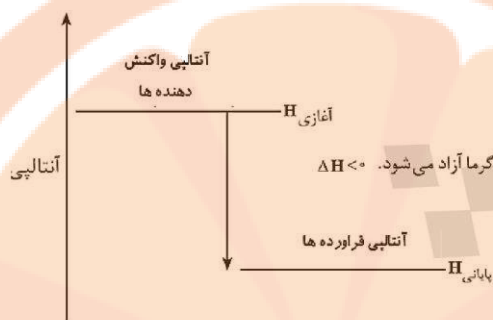 آنتالپی واکنش
دهنده ها
H آغازی
آنتالپی
گرما آزاد می‌شود. ΔH<۰
آنتالپی فراورده ها
H پایانی